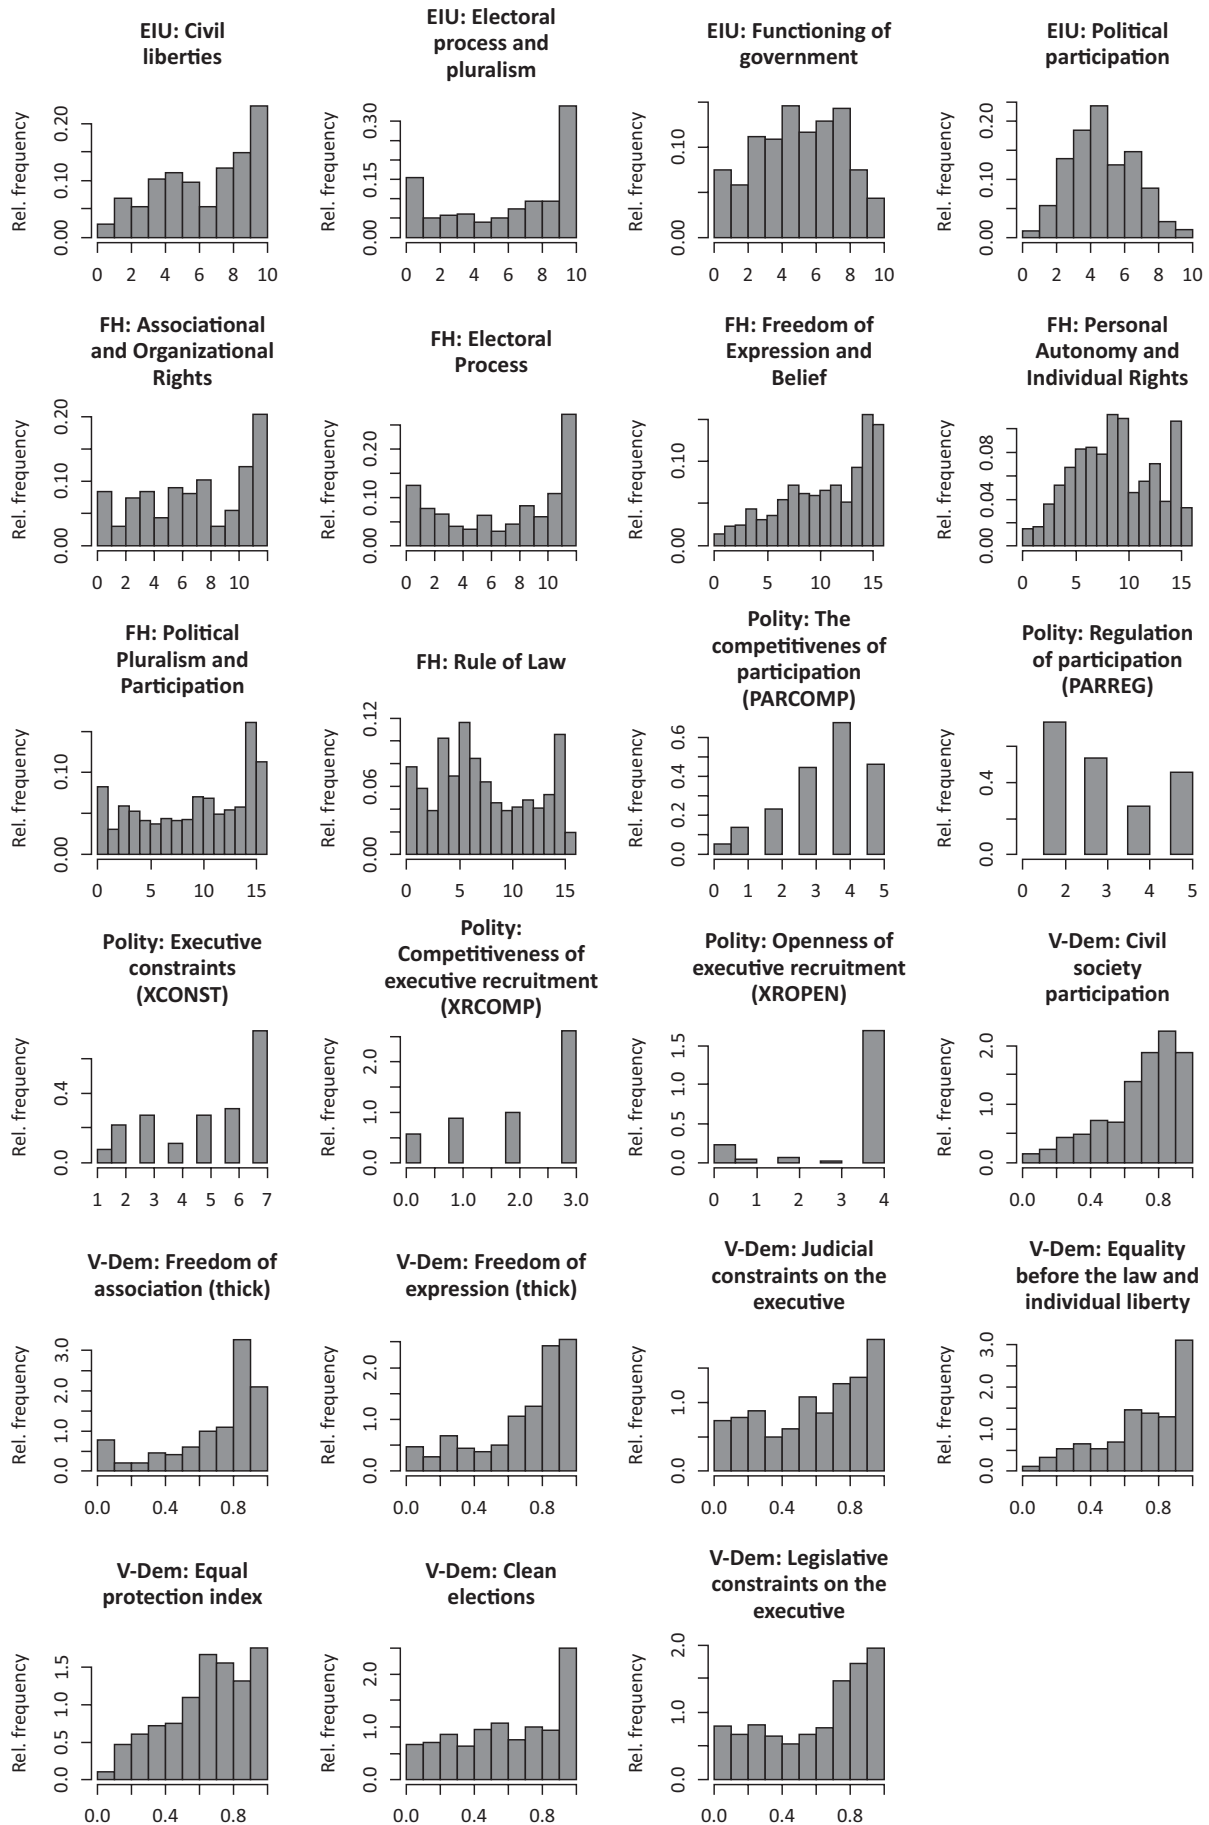 EIU: Civil
liberties
Rel. frequency
0.00 0.10 0.20
0 2 4 6 8 10
EIU: Electoral
process and
pluralism
Rel. frequency
0.00 0.15 0.30
0 2 4 6 8 10
EIU: Functioning of
government
Rel. frequency
0.00 0.10
0 2 4 6 8 10
EIU: Political
participation
Rel. frequency
0.00 0.10 0.20
0 2 4 6 8 10
FH: Associational
and Organizational
Rights
Rel. frequency
0.00 0.10 0.20
0 2 4 6 8 10
FH: Electoral
Process
Rel. frequency
0.00 0.10 0.20
0 2 4 6 8 10
FH: Freedom of
Expression and
Belief
Rel. frequency
0.00 0.10
0 5 10 15
FH: Personal
Autonomy and
Individual Rights
Rel. frequency
0.00 0.04 0.08
0 5 10 15
FH: Political
Pluralism and
Participation
Rel. frequency
0.00 0.10
0 5 10 15
FH: Rule of Law
Rel. frequency
0.00 0.06 0.12
0 5 10 15
Polity: The
competitivenes of
participation
(PARCOMP)
Rel. frequency
0.0 0.2 0.4 0.6
0 1 2 3 4 5
Polity: Regulation
of participation
(PARREG)
Rel. frequency
0.0 0.4
0 2 3 4 5
Polity: Executive
constraints
(XCONST)
Rel. frequency
0.0 0.4
1 2 3 4 5 6 7
Polity:
Competitiveness of
executive recruitment
(XRCOMP)
Rel. frequency
0.0 1.0 2.0
0.0 1.0 2.0 3.0
Polity: Openness of
executive recruitment
(XROPEN)
Rel. frequency
0.0 0.5 1.0 1.5
0 1 2 3 4
V-Dem: Civil
society
participation
Rel. frequency
0.0 1.0 2.0
0.0 0.4 0.8
V-Dem: Freedom of
association (thick)
Rel. frequency
0.0 1.0 2.0 3.0
0.0 0.4 0.8
V-Dem: Freedom of
expression (thick)
Rel. frequency
0.0 1.0 2.0
0.0 0.4 0.8
V-Dem: Judicial
constraints on the
executive
Rel. frequency
0.0 1.0
0.0 0.4 0.8
V-Dem: Equality
before the law and
individual liberty
Rel. frequency
0.0 1.0 2.0 3.0
0.0 0.4 0.8
V-Dem: Equal
protection index
Rel. frequency
0.0 0.5 1.0 1.5
0.0 0.4 0.8
V-Dem: Clean
elections
Rel. frequency
0.0 1.0 2.0
0.0 0.4 0.8
V-Dem: Legislative
constraints on the
executive
Rel. frequency
0.0 1.0 2.0
0.0 0.4 0.8